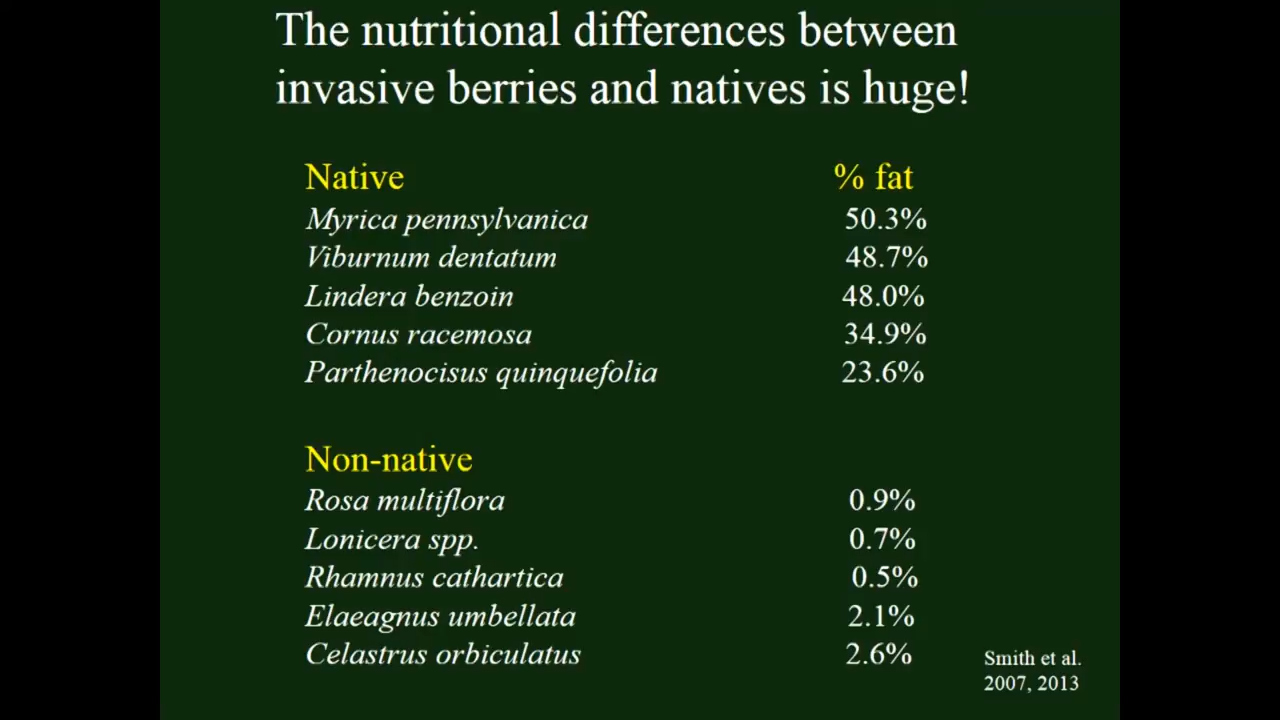 The nutritional differences between
invasive berries and natives is huge!
Native % fat
Myrica pennsylvanica 50.3%
Viburnum dentatum 48.7%
Lindera benzoin 48.0%
Cornus racemosa 34.9%
Parthenocisus quinquefolia 23.6%
Non-native
Rosa multiflora 0.9%
Lonicera spp. 0.7%
Rhamnus cathartica 0.5%
Elaeagnus umbellata 2.1%
Celastrus orbiculatus 2.6%
Smith et al.
2007, 2013